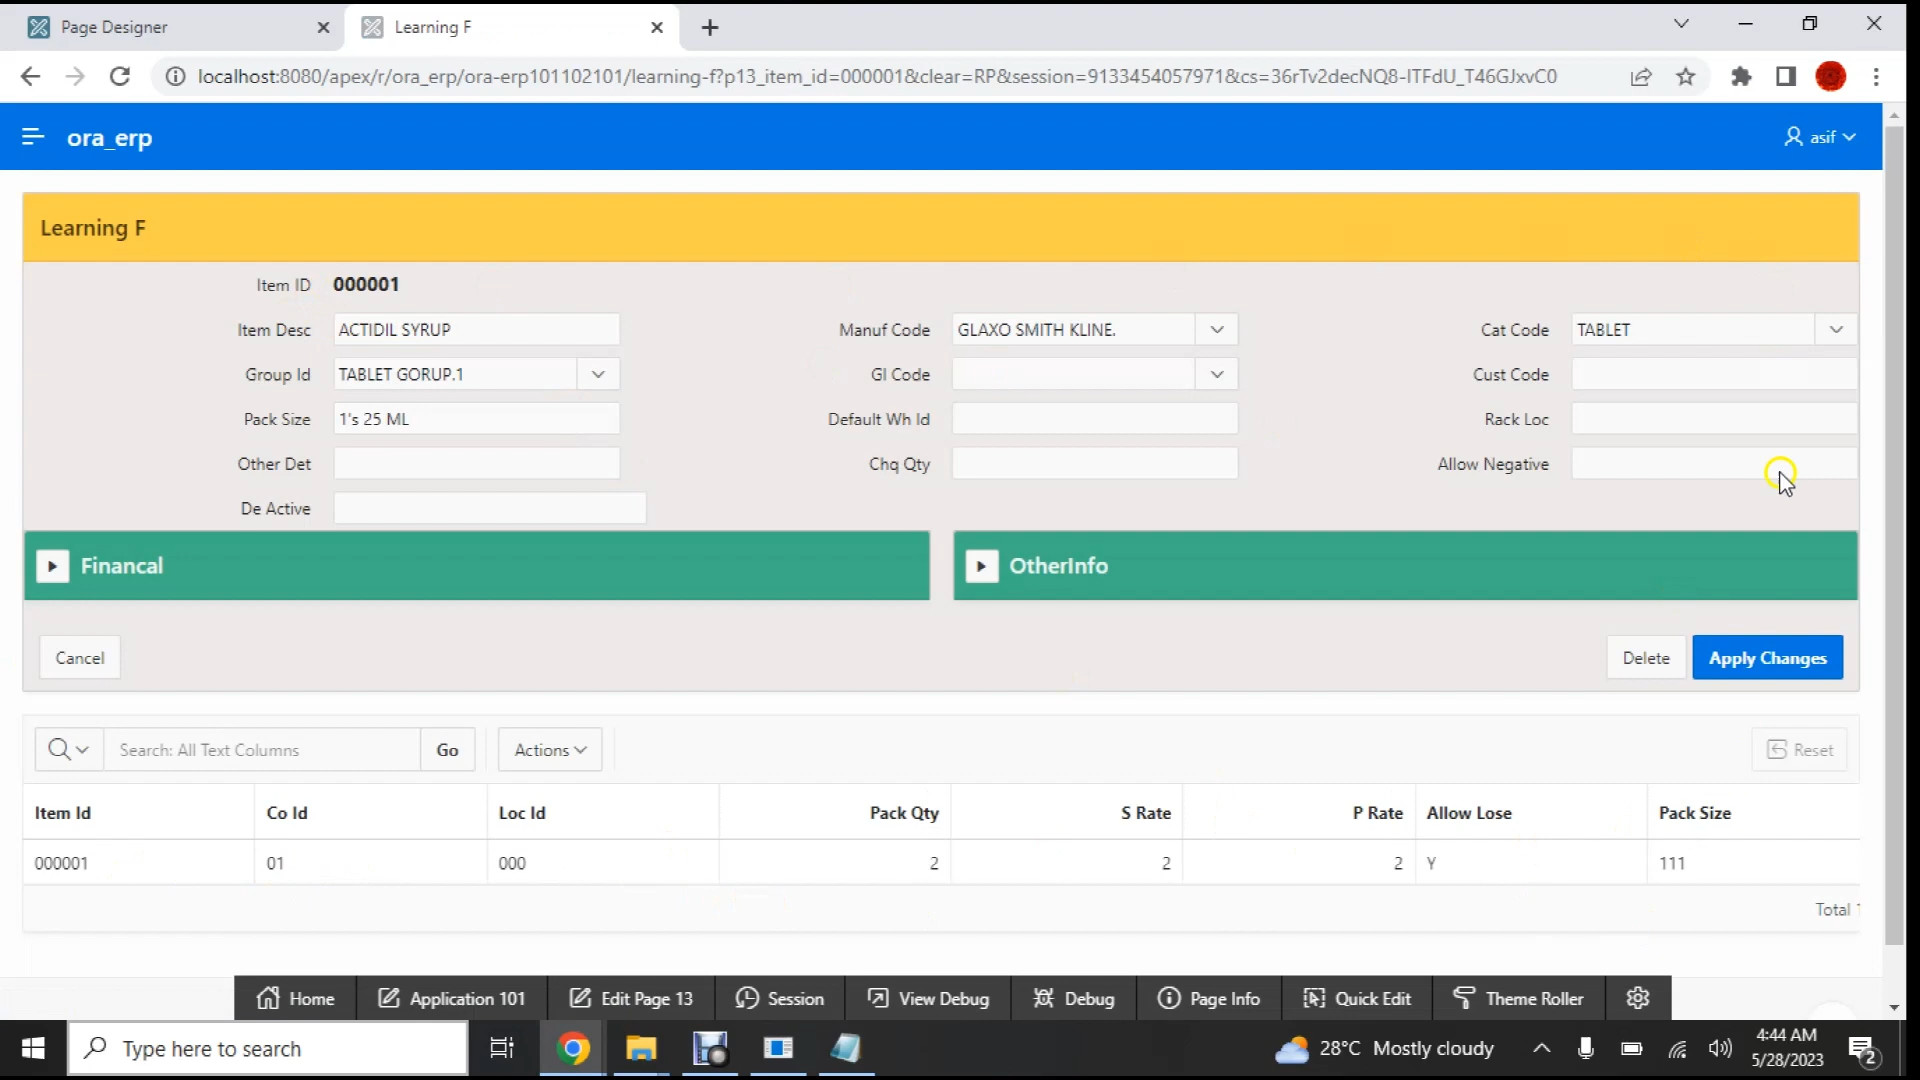 Page Designer
Learning F
localhost:8080/apex/r/ora_erp/ora-erp101102101/learning-f?p13_item_id=000001&clear=RP&session=9133454057971&cs=36rTv2decNQ8-ITFdU_T46GJxvC0
ora_erp
asif
Learning F
Item ID 000001
Item Desc ACTIDIL SYRUP Manuf Code GLAXO SMITH KLINE. Cat Code TABLET
Group Id TABLET GORUP.1 Gl Code Cust Code
Pack Size 1's 25 ML Default Wh Id Rack Loc
Other Det Chq Qty Allow Negative
De Active
Financal OtherInfo
Cancel Delete Apply Changes
Search: All Text Columns Go Actions Reset
Item Id Co Id Loc Id Pack Qty S Rate P Rate Allow Lose Pack Size
000001 01 000 2 2 2 Y 111
Total 1
Home Application 101 Edit Page 13 Session View Debug Debug Page Info Quick Edit Theme Roller
Type here to search
28°C Mostly cloudy
4:44 AM
5/28/2023
2